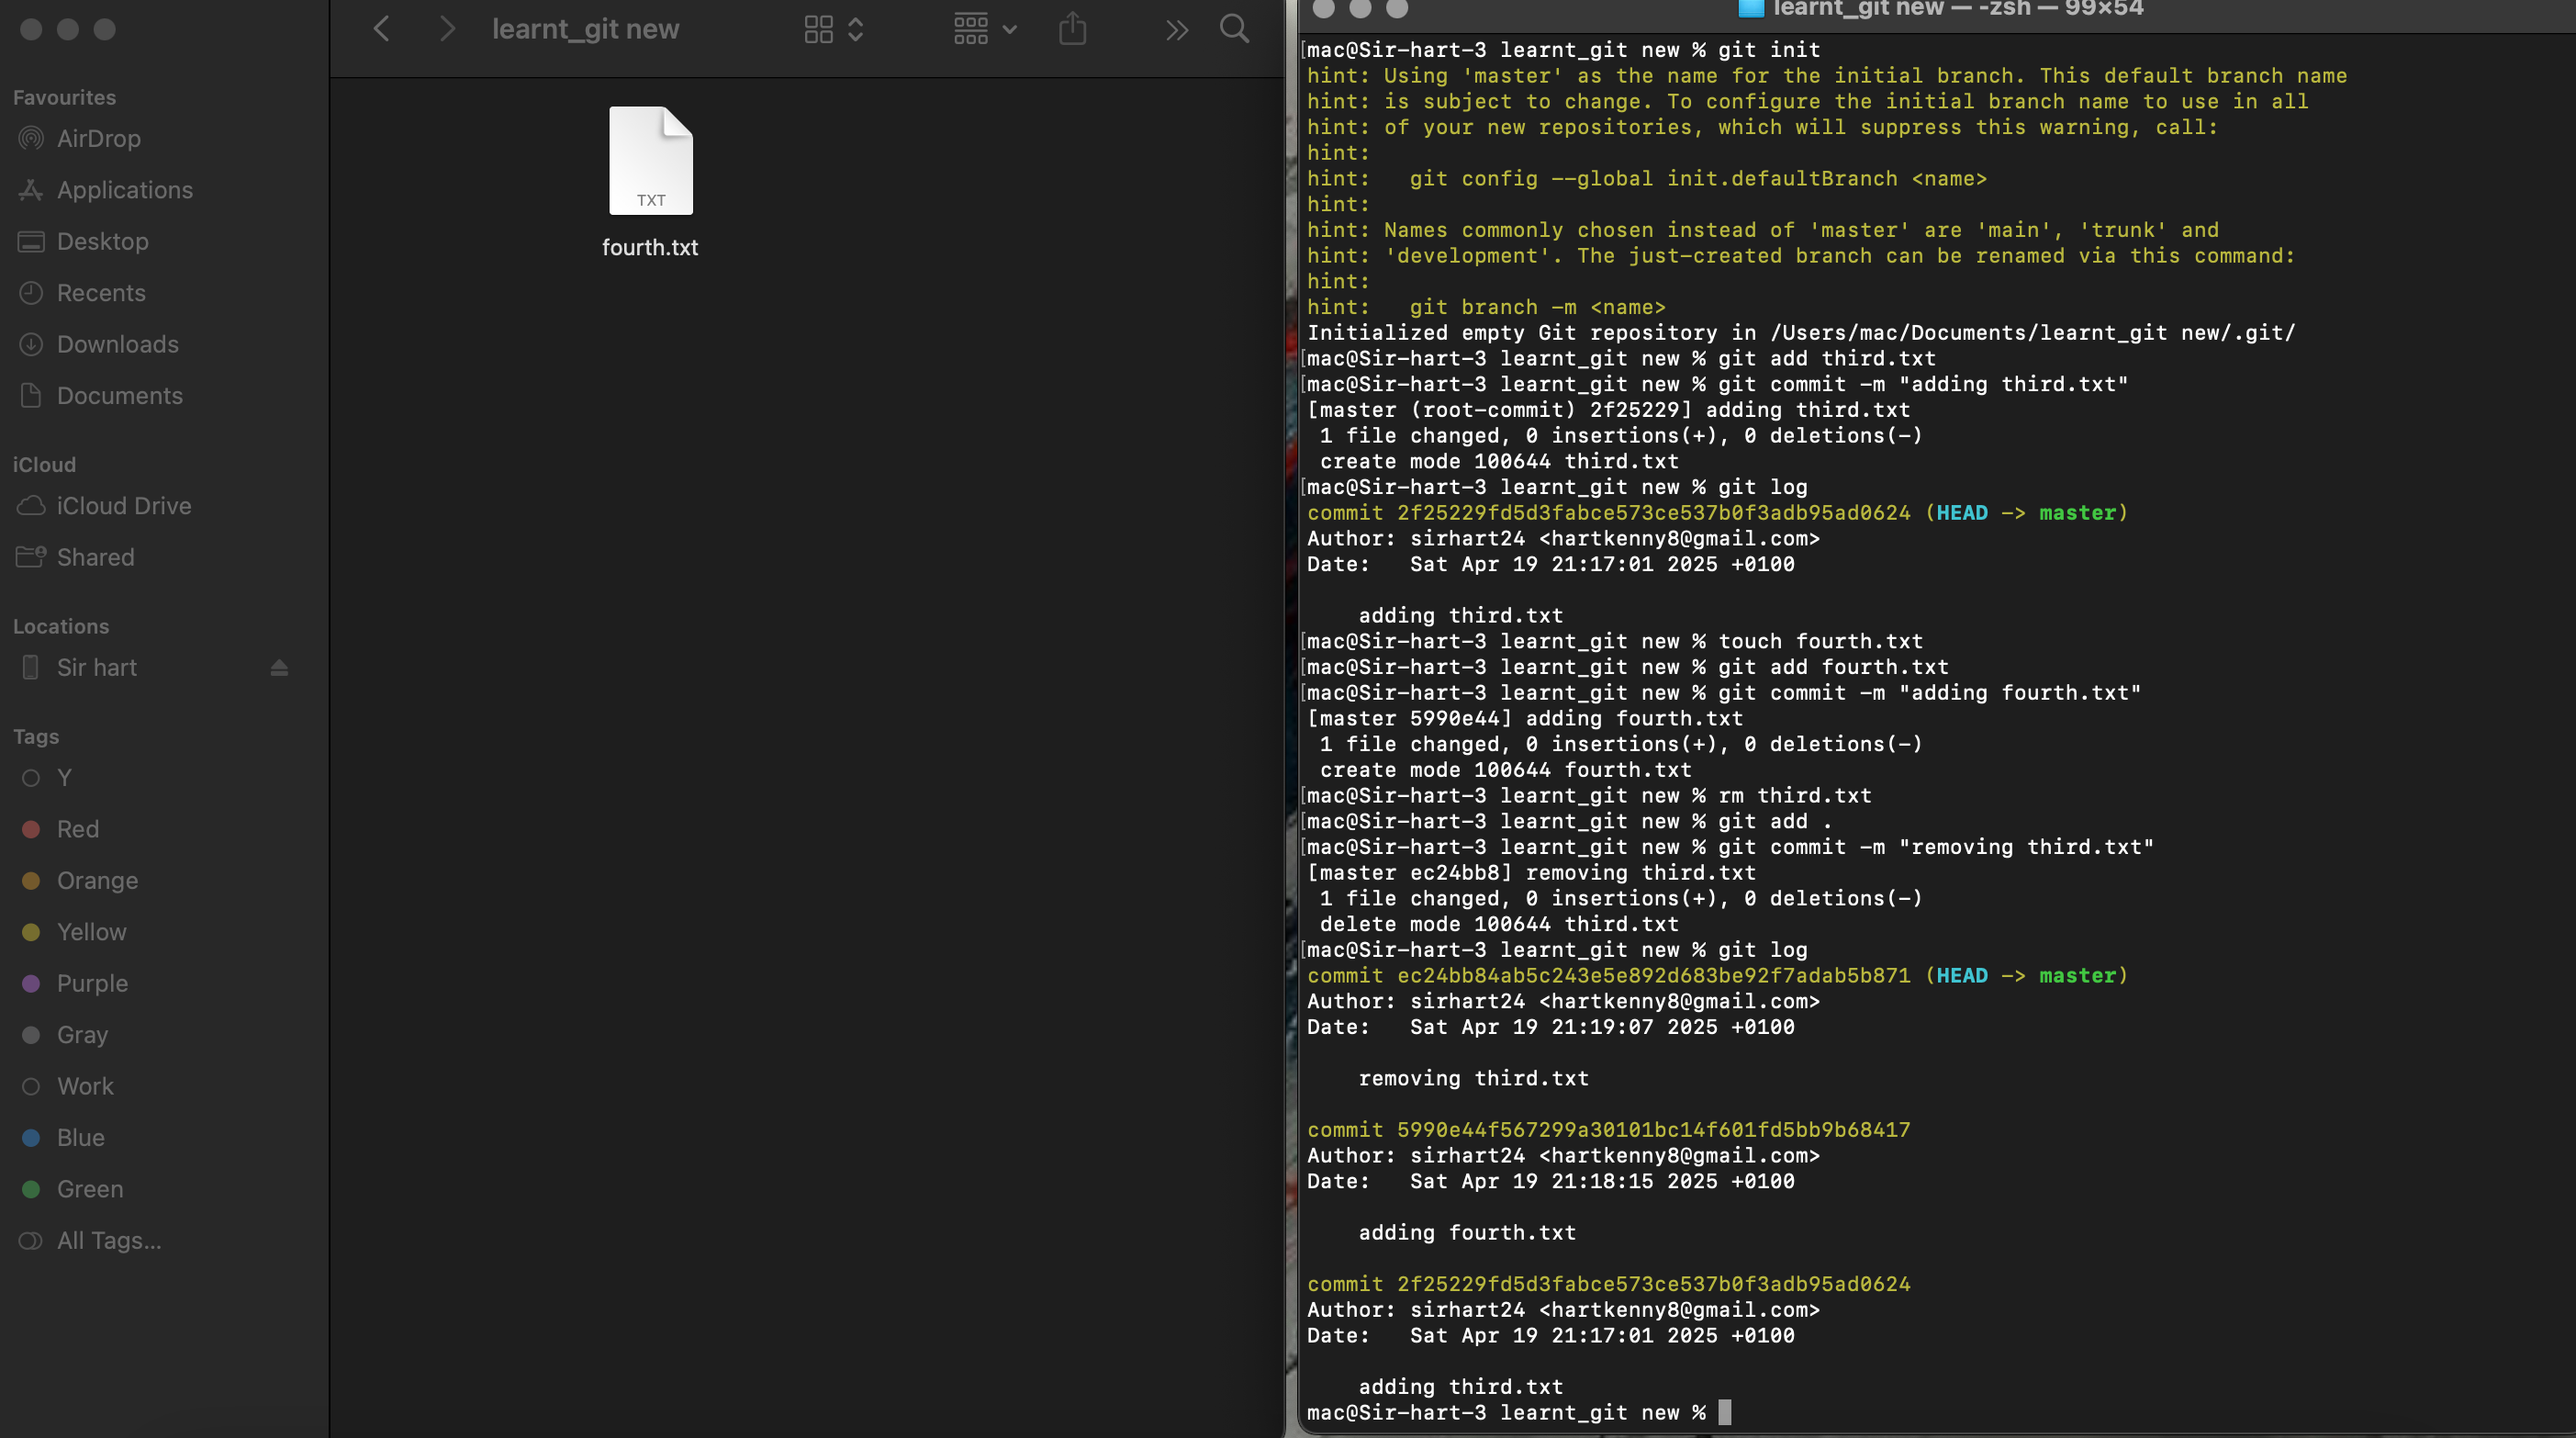 learnt_git new
Favourites
AirDrop
Applications
Desktop
Recents
Downloads
Documents
iCloud
iCloud Drive
Shared
Locations
Sir hart
Tags
Y
Red
Orange
Yellow
Purple
Gray
Work
Blue
Green
All Tags...
TXT
fourth.txt
learnt_git new — -zsh — 99×54
[mac@Sir-hart-3 learnt_git new % git init
hint: Using 'master' as the name for the initial branch. This default branch name
hint: is subject to change. To configure the initial branch name to use in all
hint: of your new repositories, which will suppress this warning, call:
hint:
hint:   git config --global init.defaultBranch <name>
hint:
hint: Names commonly chosen instead of 'master' are 'main', 'trunk' and
hint: 'development'. The just-created branch can be renamed via this command:
hint:
hint:   git branch -m <name>
Initialized empty Git repository in /Users/mac/Documents/learnt_git new/.git/
[mac@Sir-hart-3 learnt_git new % git add third.txt
[mac@Sir-hart-3 learnt_git new % git commit -m "adding third.txt"
[master (root-commit) 2f25229] adding third.txt
 1 file changed, 0 insertions(+), 0 deletions(-)
 create mode 100644 third.txt
[mac@Sir-hart-3 learnt_git new % git log
commit 2f25229fd5d3fabce573ce537b0f3adb95ad0624 (HEAD -> master)
Author: sirhart24 <hartkenny8@gmail.com>
Date:   Sat Apr 19 21:17:01 2025 +0100
    adding third.txt
[mac@Sir-hart-3 learnt_git new % touch fourth.txt
[mac@Sir-hart-3 learnt_git new % git add fourth.txt
[mac@Sir-hart-3 learnt_git new % git commit -m "adding fourth.txt"
[master 5990e44] adding fourth.txt
 1 file changed, 0 insertions(+), 0 deletions(-)
 create mode 100644 fourth.txt
[mac@Sir-hart-3 learnt_git new % rm third.txt
[mac@Sir-hart-3 learnt_git new % git add .
[mac@Sir-hart-3 learnt_git new % git commit -m "removing third.txt"
[master ec24bb8] removing third.txt
 1 file changed, 0 insertions(+), 0 deletions(-)
 delete mode 100644 third.txt
[mac@Sir-hart-3 learnt_git new % git log
commit ec24bb84ab5c243e5e892d683be92f7adab5b871 (HEAD -> master)
Author: sirhart24 <hartkenny8@gmail.com>
Date:   Sat Apr 19 21:19:07 2025 +0100
    removing third.txt
commit 5990e44f567299a30101bc14f601fd5bb9b68417
Author: sirhart24 <hartkenny8@gmail.com>
Date:   Sat Apr 19 21:18:15 2025 +0100
    adding fourth.txt
commit 2f25229fd5d3fabce573ce537b0f3adb95ad0624
Author: sirhart24 <hartkenny8@gmail.com>
Date:   Sat Apr 19 21:17:01 2025 +0100
    adding third.txt
mac@Sir-hart-3 learnt_git new %